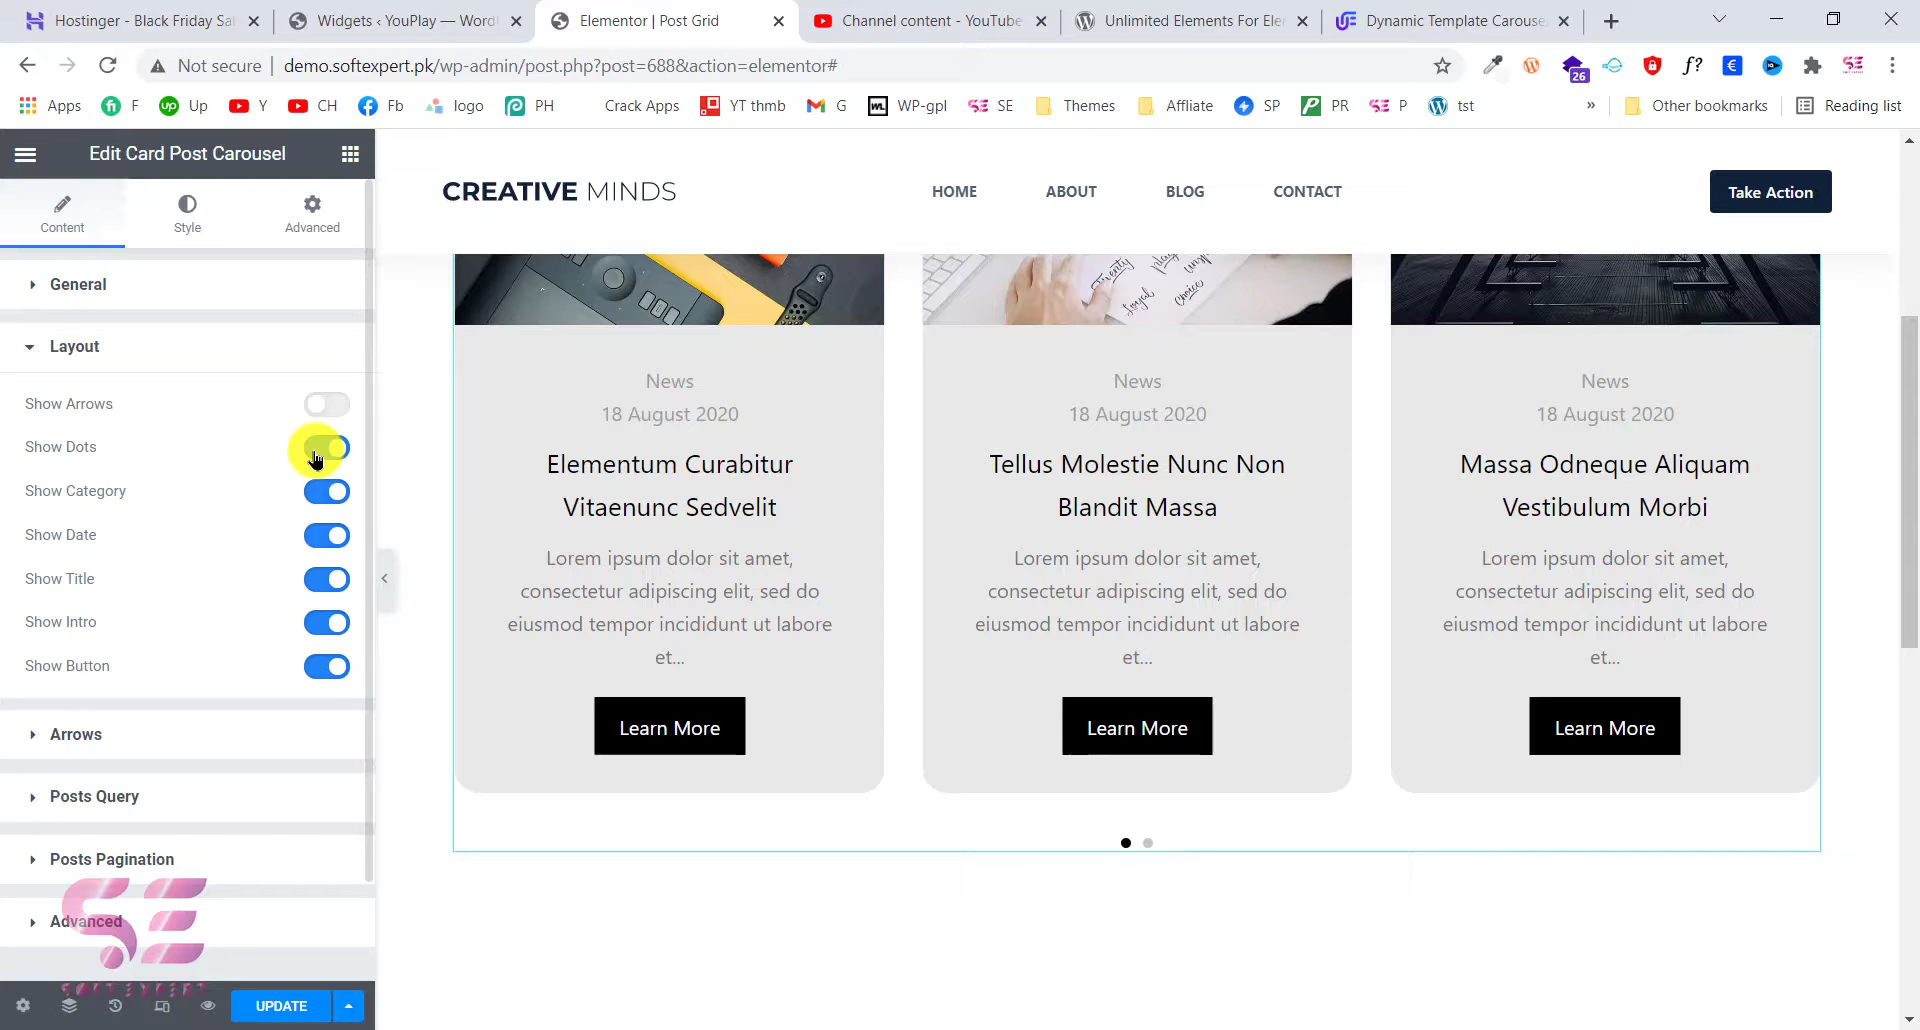 Hostinger - Black Friday Sal
Widgets ‹ YouPlay — Word
Elementor | Post Grid
Channel content - YouTube
Unlimited Elements For Ele
Dynamic Template Carouse
Not secure
demo.softexpert.pk/wp-admin/post.php?post=688&action=elementor#
26
f?
Apps
F
Up
Y
CH
Fb
logo
PH
Crack Apps
YT thmb
G
WP-gpl
SE
Themes
Affliate
SP
PR
P
tst
»
Other bookmarks
Reading list
Edit Card Post Carousel
Content
Style
Advanced
General
Layout
Show Arrows
Show Dots
Show Category
Show Date
Show Title
Show Intro
Show Button
Arrows
Posts Query
Posts Pagination
Advanced
SE
SOFT EXPERT
UPDATE
CREATIVE MINDS
HOME
ABOUT
BLOG
CONTACT
Take Action
News
18 August 2020
Elementum Curabitur
Vitaenunc Sedvelit
Lorem ipsum dolor sit amet,
consectetur adipiscing elit, sed do
eiusmod tempor incididunt ut labore
et...
Learn More
News
18 August 2020
Tellus Molestie Nunc Non
Blandit Massa
Lorem ipsum dolor sit amet,
consectetur adipiscing elit, sed do
eiusmod tempor incididunt ut labore
et...
Learn More
News
18 August 2020
Massa Odneque Aliquam
Vestibulum Morbi
Lorem ipsum dolor sit amet,
consectetur adipiscing elit, sed do
eiusmod tempor incididunt ut labore
et...
Learn More